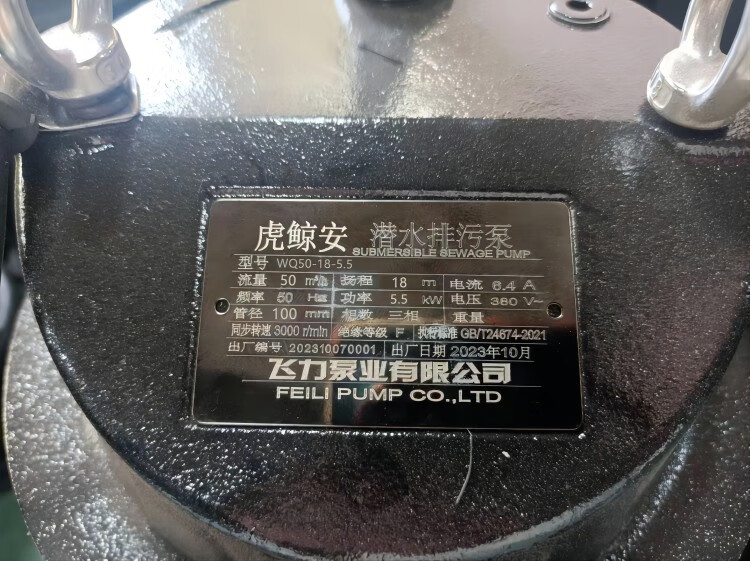 虎鲸安 潜水排污泵
SUBMERSIBLE SEWAGE PUMP
型号 WQ50-18-5.5
流量 50 m³/h 扬程 18 m 电流 6.4 A
频率 50 Hz 功率 5.5 kW 电压 380 V~
管径 100 mm 相数 三相 重量
同步转速 3000 r/min 绝缘等级 F 执行标准 GB/T24674-2021
出厂编号 202310070001 出厂日期 2023年10月
飞力泵业有限公司
FEILI PUMP CO.,LTD